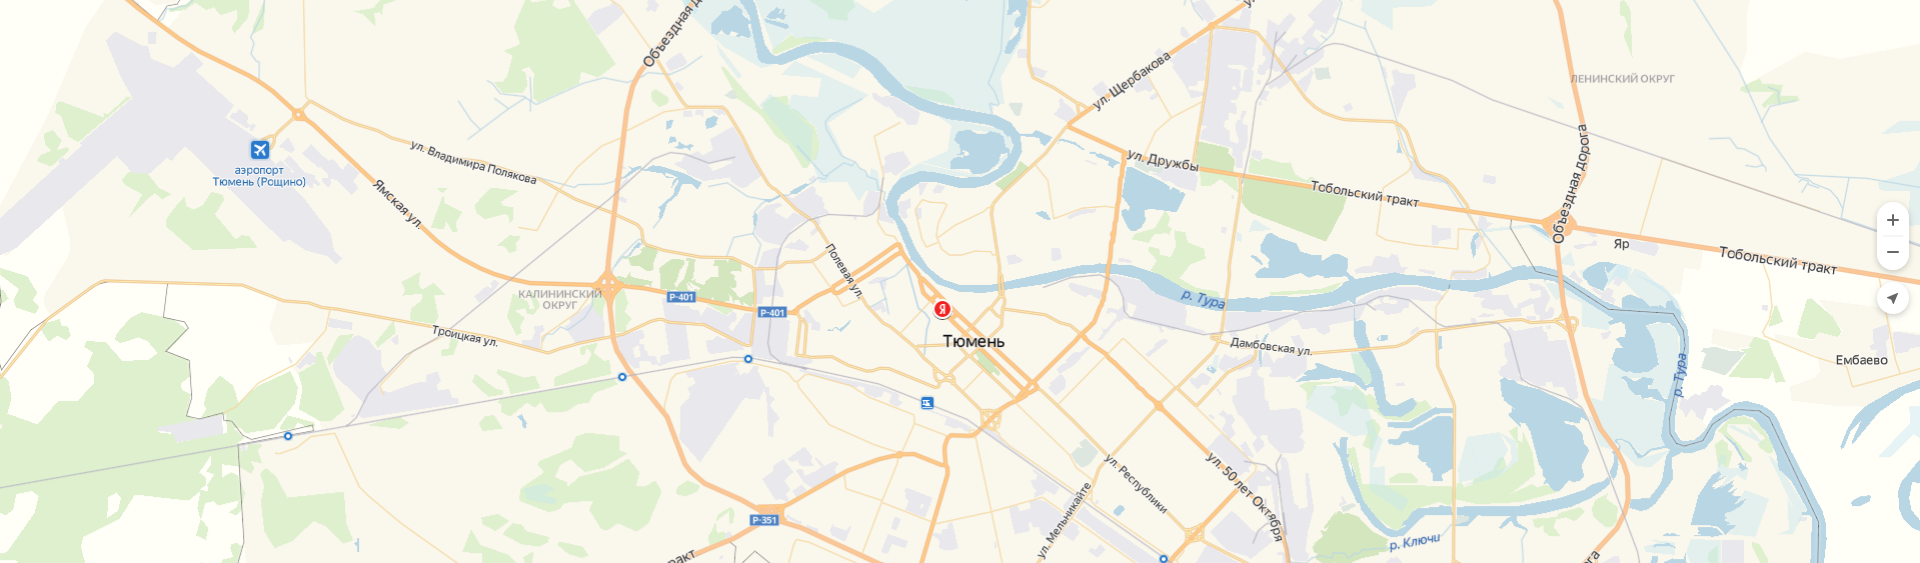 Объездная д
ул. Щербакова
ЛЕНИНСКИЙ ОКРУГ
аэропорт
Тюмень (Рощино)
ул. Владимира Полякова
Ямская ул.
ул. Дружбы
Тобольский тракт
Объездная дорога
Яр
Тобольский тракт
Полевая ул.
КАЛИНИНСКИЙ
ОКРУГ
Р-401
Р-401
р. Тура
Я
Тюмень
Троицкая ул.
Дамбовская ул.
р. Тура
Ембаево
ул. Республики
ул. 50 лет Октября
ул. Мельникайте
Р-351
ракт
р. Ключи
ога